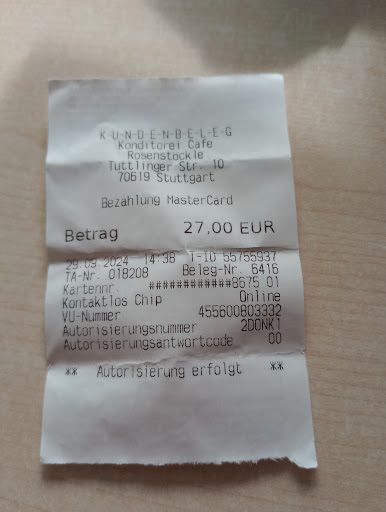 K-U-N-D-E-N-B-E-L-E-G
Konditorei Cafe
Rosenstöckle
Tuttlinger Str. 10
70619 Stuttgart
Bezahlung MasterCard
Betrag 27,00 EUR
29.05.2024 14:38 T-ID 55755937
TA-Nr. 018208 Beleg-Nr. 6416
Kartennr. ############8675 01
Kontaktlos Chip Online
VU-Nummer 455600803332
Autorisierungsnummer 2DDNK1
Autorisierungsantwortcode 00
** Autorisierung erfolgt **